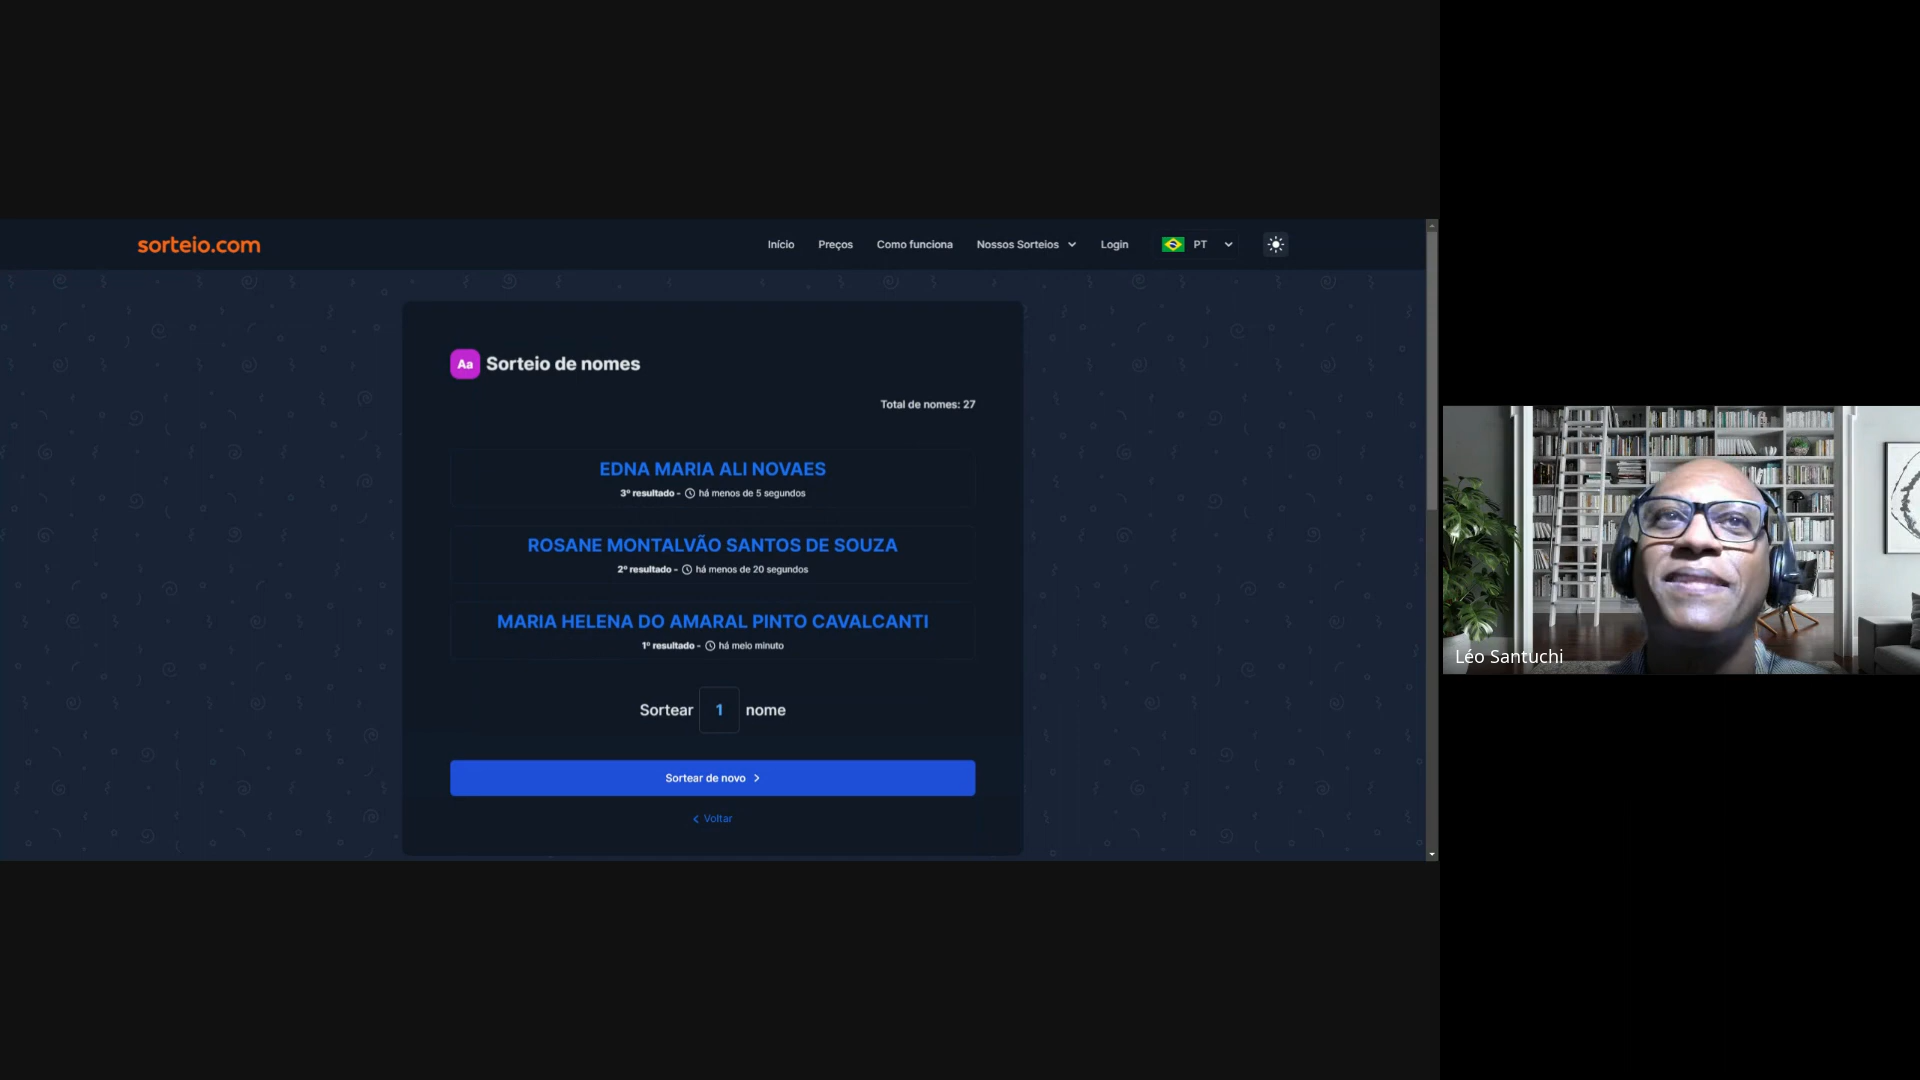 sorteio.com
Início Preços Como funciona Nossos Sorteios Login PT
Aa Sorteio de nomes
Total de nomes: 27
EDNA MARIA ALI NOVAES
3º resultado - há menos de 5 segundos
ROSANE MONTALVÃO SANTOS DE SOUZA
2º resultado - há menos de 20 segundos
MARIA HELENA DO AMARAL PINTO CAVALCANTI
1º resultado - há meio minuto
Sortear 1 nome
Sortear de novo
Voltar
Léo Santuchi